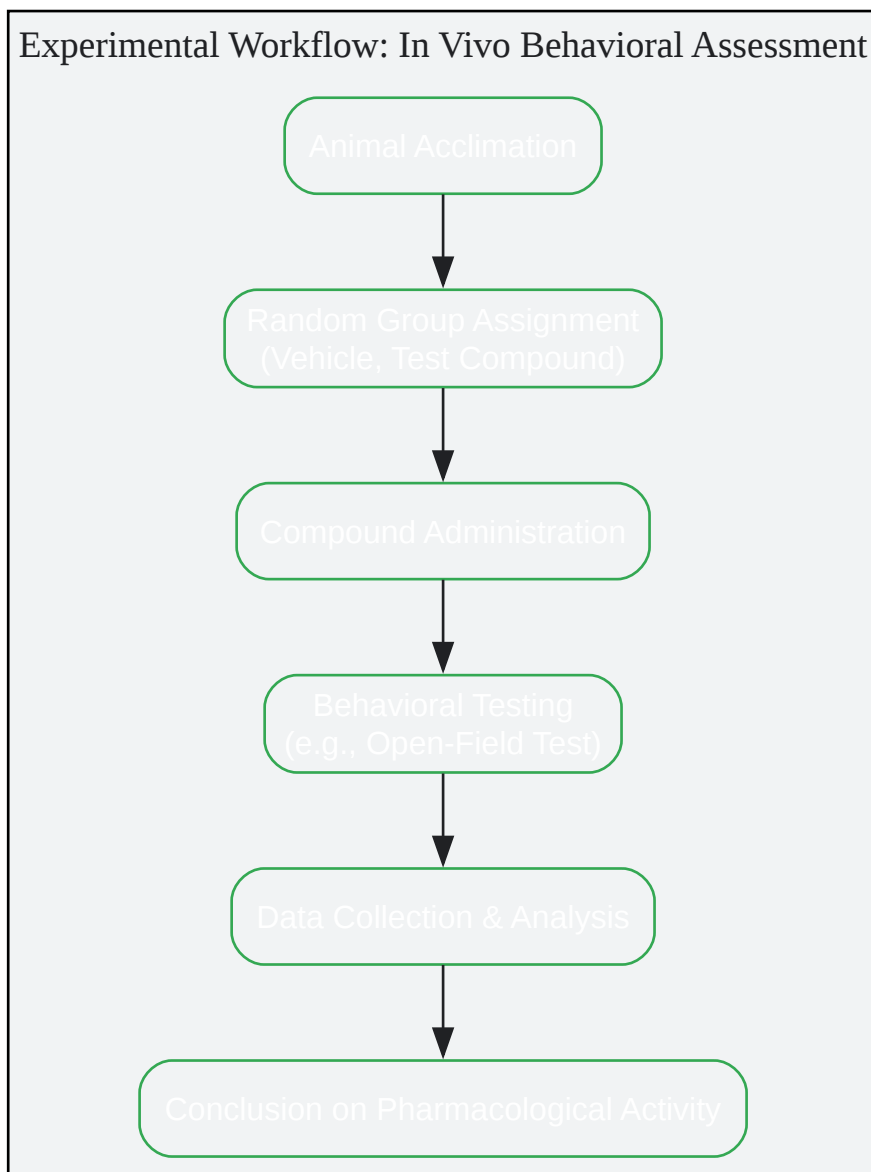 Experimental Workflow: In Vivo Behavioral Assessment
Animal Acclimation
Random Group Assignment
(Vehicle, Test Compound)
Compound Administration
Behavioral Testing
(e.g., Open-Field Test)
Data Collection & Analysis
Conclusion on Pharmacological Activity